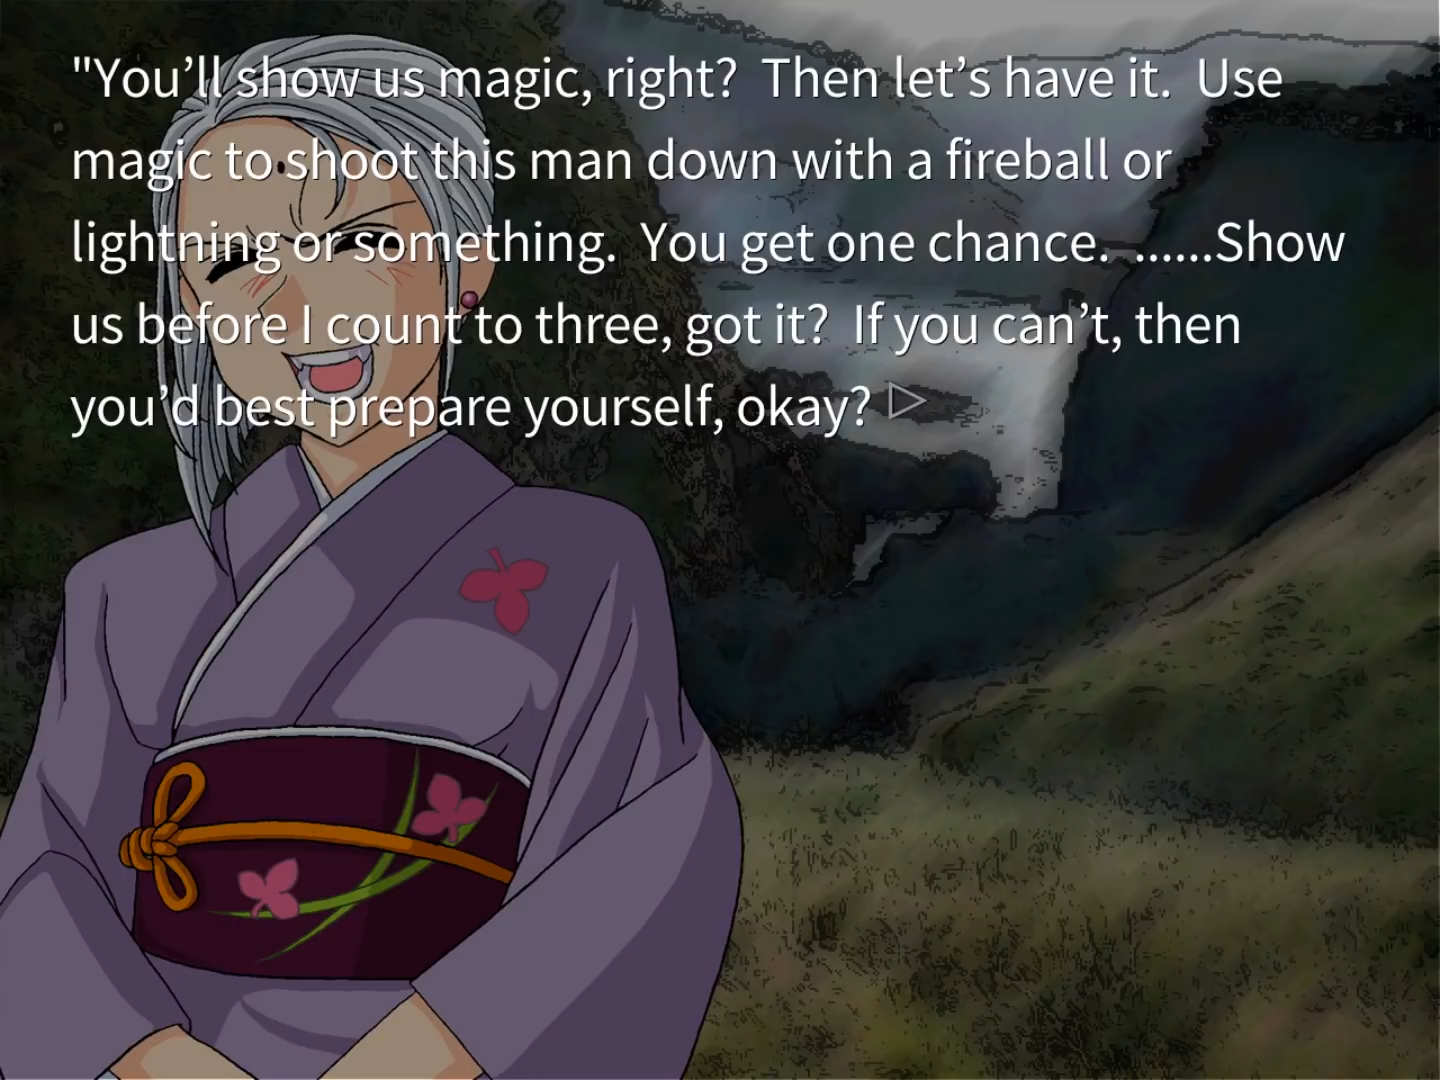 "You’ll show us magic, right?  Then let’s have it.  Use
magic to shoot this man down with a fireball or
lightning or something.  You get one chance.  ......Show
us before I count to three, got it?  If you can’t, then
you’d best prepare yourself, okay?